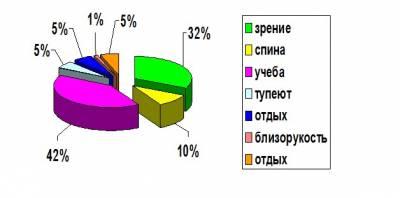 1%
5%
5%
5%
32%
10%
42%
зрение
спина
учеба
тупеют
отдых
близорукость
отдых